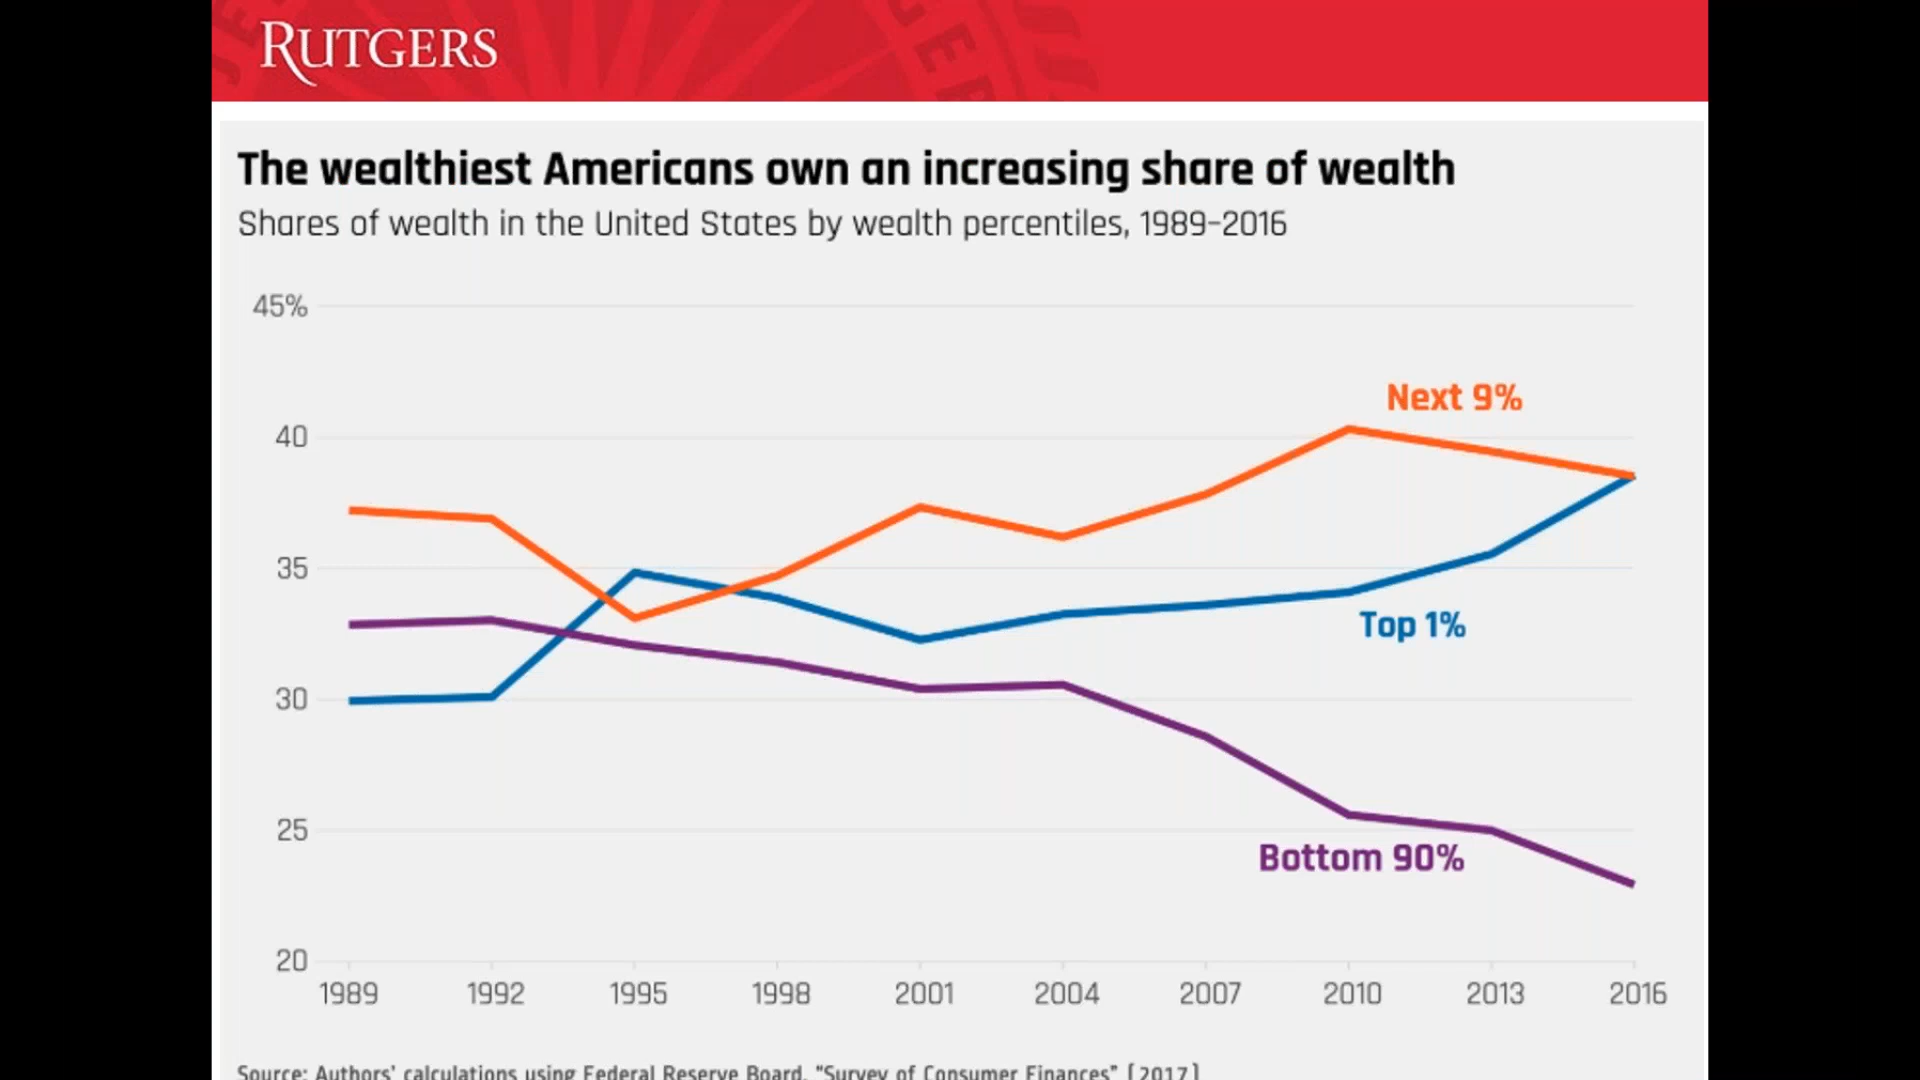 RUTGERS
The wealthiest Americans own an increasing share of wealth
Shares of wealth in the United States by wealth percentiles, 1989–2016
45%
Next 9%
40
35
Top 1%
30
25
Bottom 90%
20
1989 1992 1995 1998 2001 2004 2007 2010 2013 2016
Source: Authors' calculations using Federal Reserve Board, "Survey of Consumer Finances" [2017]